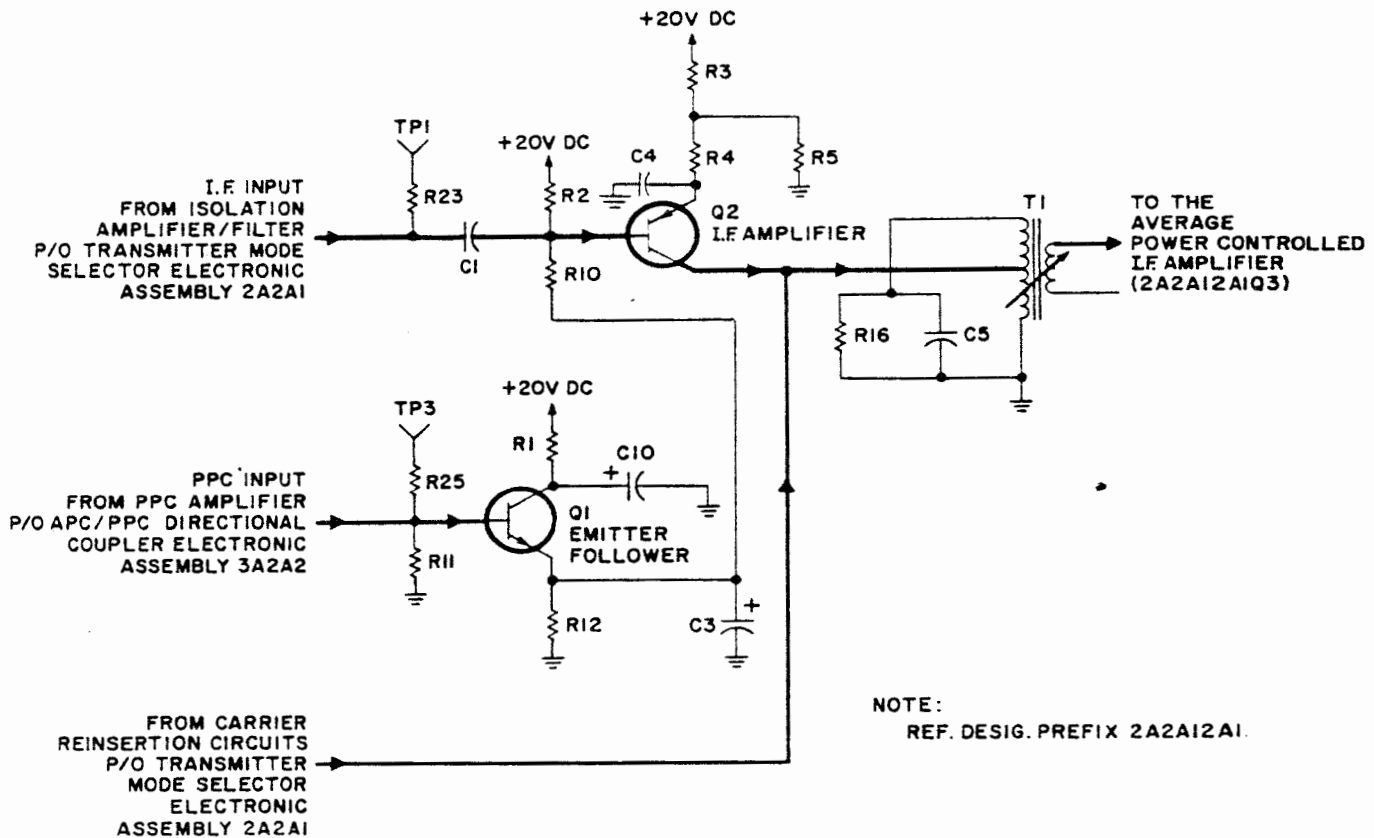 +20V DC
R3
TP1
+20V DC
C4
R4
R5
I.F. INPUT
FROM ISOLATION
AMPLIFIER/FILTER
P/O TRANSMITTER MODE
SELECTOR ELECTRONIC
ASSEMBLY 2A2A1
R23
C1
R2
R10
Q2
I.F. AMPLIFIER
T1
TO THE
AVERAGE
POWER CONTROLLED
I.F. AMPLIFIER
(2A2A12A1Q3)
R16
C5
+20V DC
TP3
R1
+
C10
PPC INPUT
FROM PPC AMPLIFIER
P/O APC/PPC DIRECTIONAL
COUPLER ELECTRONIC
ASSEMBLY 3A2A2
R25
R11
Q1
EMITTER
FOLLOWER
R12
C3
+
FROM CARRIER
REINSERTION CIRCUITS
P/O TRANSMITTER
MODE SELECTOR
ELECTRONIC
ASSEMBLY 2A2A1
NOTE:
REF. DESIG. PREFIX 2A2A12A1.